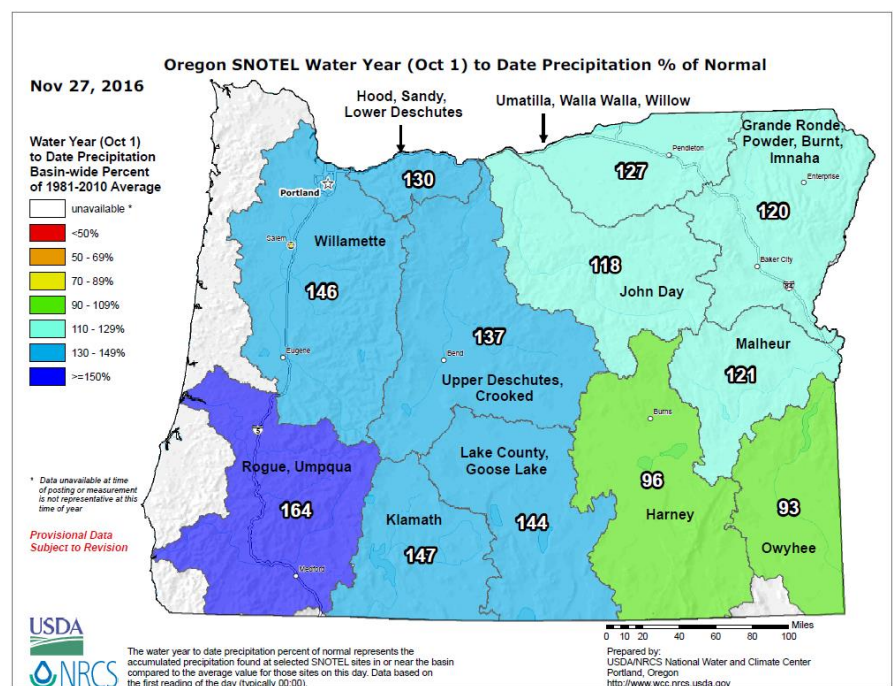 Oregon SNOTEL Water Year (Oct 1) to Date Precipitation % of Normal
Nov 27, 2016
Hood, Sandy,
Lower Deschutes
Umatilla, Walla Walla, Willow
Grande Ronde,
Powder, Burnt,
Imnaha
Water Year (Oct 1)
to Date Precipitation
Basin-wide Percent
of 1981-2010 Average
unavailable *
<50%
50 - 69%
70 - 89%
90 - 109%
110 - 129%
130 - 149%
>=150%
Portland
130
127
Pendleton
Enterprise
120
Salem
Willamette
146
118
John Day
Baker City
84
137
Eugene
Bend
Upper Deschutes,
Crooked
Malheur
121
Burns
5
Rogue, Umpqua
164
Lake County,
Goose Lake
144
96
Harney
93
Owyhee
Klamath
147
Medford
* Data unavailable at time
of posting or measurement
is not representative at this
time of year
Provisional Data
Subject to Revision
Miles
0 10 20 40 60 80 100
USDA
NRCS
The water year to date precipitation percent of normal represents the
accumulated precipitation found at selected SNOTEL sites in or near the basin
compared to the average value for those sites on this day. Data based on
the first reading of the day (typically 00:00).
Prepared by:
USDA/NRCS National Water and Climate Center
Portland, Oregon
http://www.wcc.nrcs.usda.gov